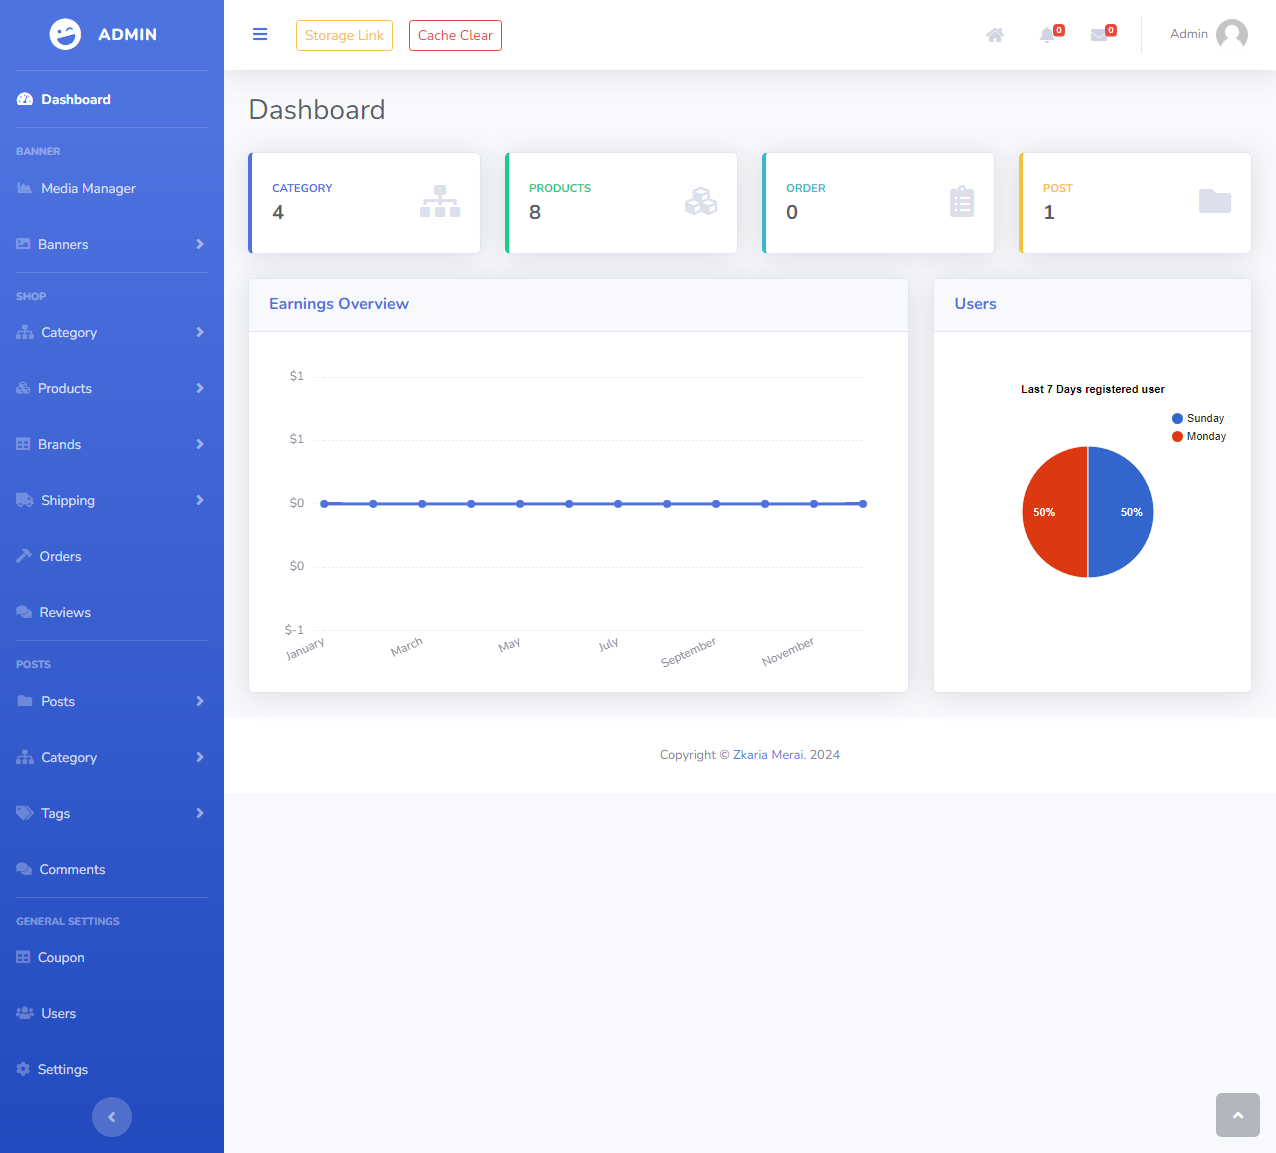 ADMIN
Storage Link
Cache Clear
0
0
Admin
Dashboard
BANNER
Media Manager
Banners
SHOP
Category
Products
Brands
Shipping
Orders
Reviews
POSTS
Posts
Category
Tags
Comments
GENERAL SETTINGS
Coupon
Users
Settings
Dashboard
CATEGORY
4
PRODUCTS
8
ORDER
0
POST
1
Earnings Overview
$1
$1
$0
$0
$-1
January
March
May
July
September
November
Users
Last 7 Days registered user
Sunday
Monday
50%
50%
Copyright © Zkaria Merai. 2024